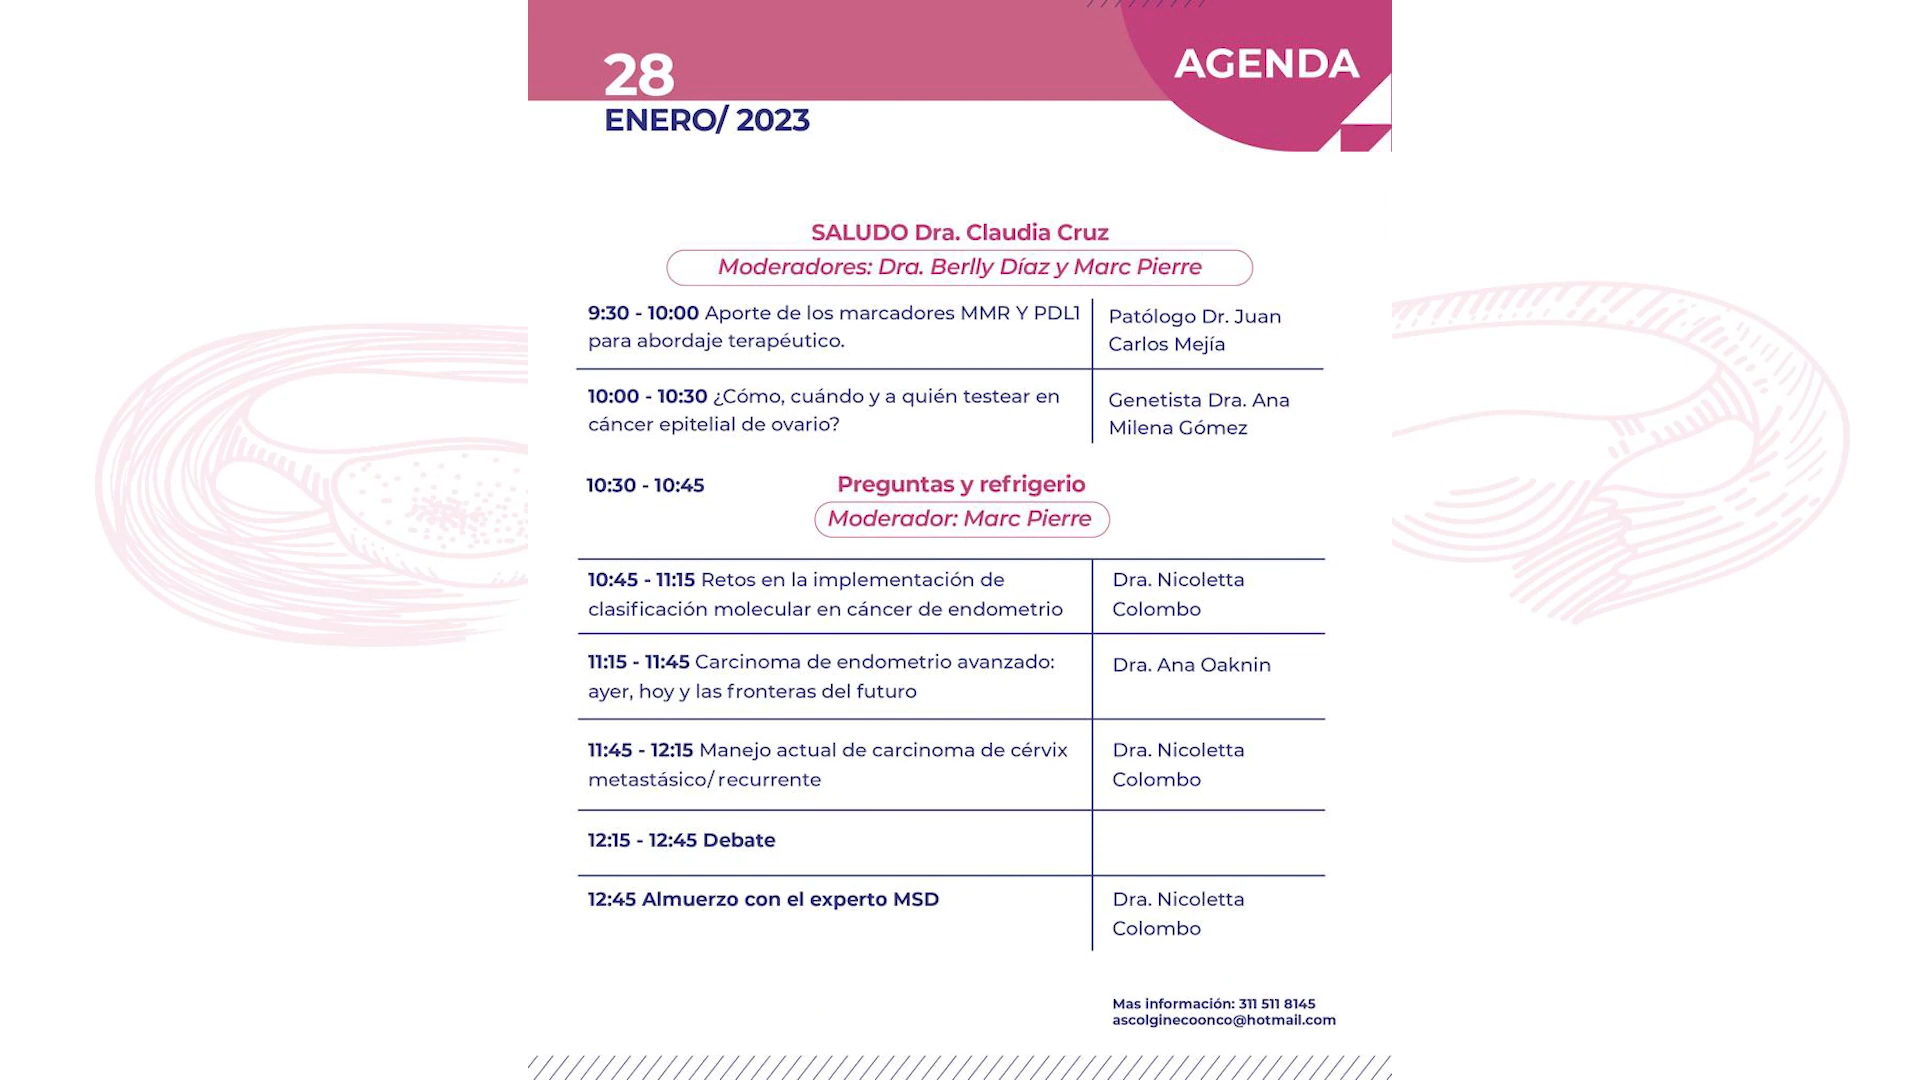 28
AGENDA
ENERO/ 2023
SALUDO Dra. Claudia Cruz
Moderadores: Dra. Berlly Díaz y Marc Pierre
9:30 - 10:00 Aporte de los marcadores MMR Y PDL1
para abordaje terapéutico.
Patólogo Dr. Juan
Carlos Mejía
10:00 - 10:30 ¿Cómo, cuándo y a quién testear en
cáncer epitelial de ovario?
Genetista Dra. Ana
Milena Gómez
10:30 - 10:45
Preguntas y refrigerio
Moderador: Marc Pierre
10:45 - 11:15 Retos en la implementación de
clasificación molecular en cáncer de endometrio
Dra. Nicoletta
Colombo
11:15 - 11:45 Carcinoma de endometrio avanzado:
ayer, hoy y las fronteras del futuro
Dra. Ana Oaknin
11:45 - 12:15 Manejo actual de carcinoma de cérvix
metastásico/recurrente
Dra. Nicoletta
Colombo
12:15 - 12:45 Debate
12:45 Almuerzo con el experto MSD
Dra. Nicoletta
Colombo
Mas información: 311 511 8145
ascolginecoonco@hotmail.com